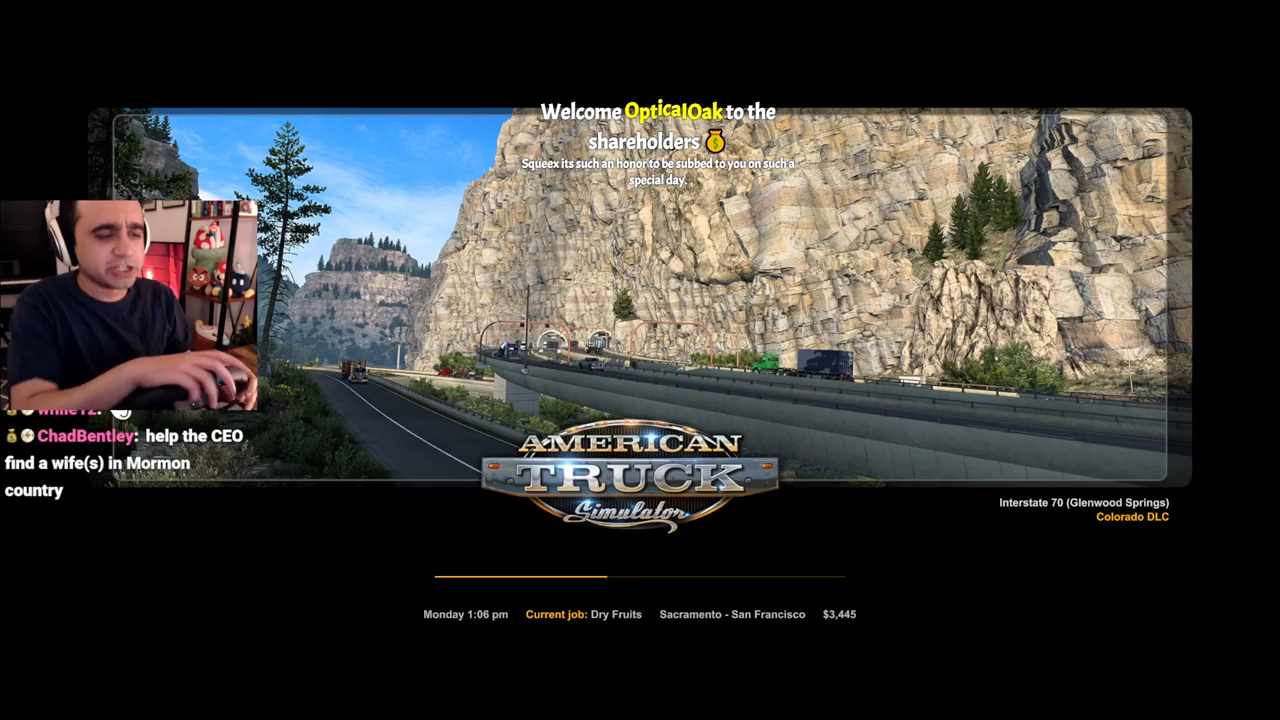 Welcome OpticalOak to the
shareholders
Squeex its such an honor to be subbed to you on such a
special day.
ChadBentley: help the CEO
find a wife(s) in Mormon
country
AMERICAN
TRUCK
Simulator
Interstate 70 (Glenwood Springs)
Colorado DLC
Monday 1:06 pm Current job: Dry Fruits Sacramento - San Francisco $3,445